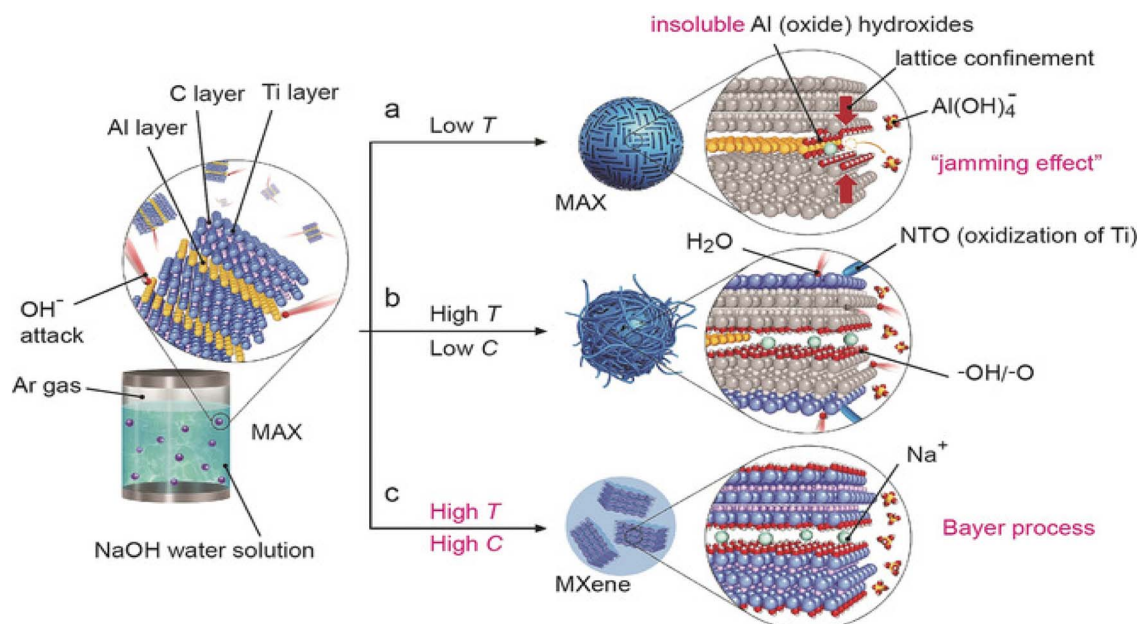 insoluble Al (oxide) hydroxides
lattice confinement
C layer
Ti layer
Al layer
a
Low T
MAX
Al(OH)₄⁻
"jamming effect"
OH⁻
attack
H₂O
NTO (oxidization of Ti)
b
High T
Low C
-OH/-O
Ar gas
MAX
NaOH water solution
c
High T
High C
MXene
Na⁺
Bayer process